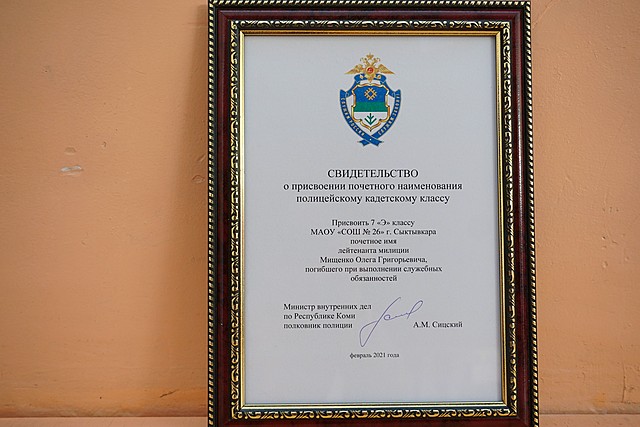 СВИДЕТЕЛЬСТВО
о присвоении почетного наименования
полицейскому кадетскому классу
Присвоить 7 «Э» классу
МАОУ «СОШ № 26» г. Сыктывкара
почетное имя
лейтенанта милиции
Мищенко Олега Григорьевича,
погибшего при выполнении служебных
обязанностей
Министр внутренних дел
по Республике Коми
полковник полиции
А.М. Сицский
февраль 2021 года